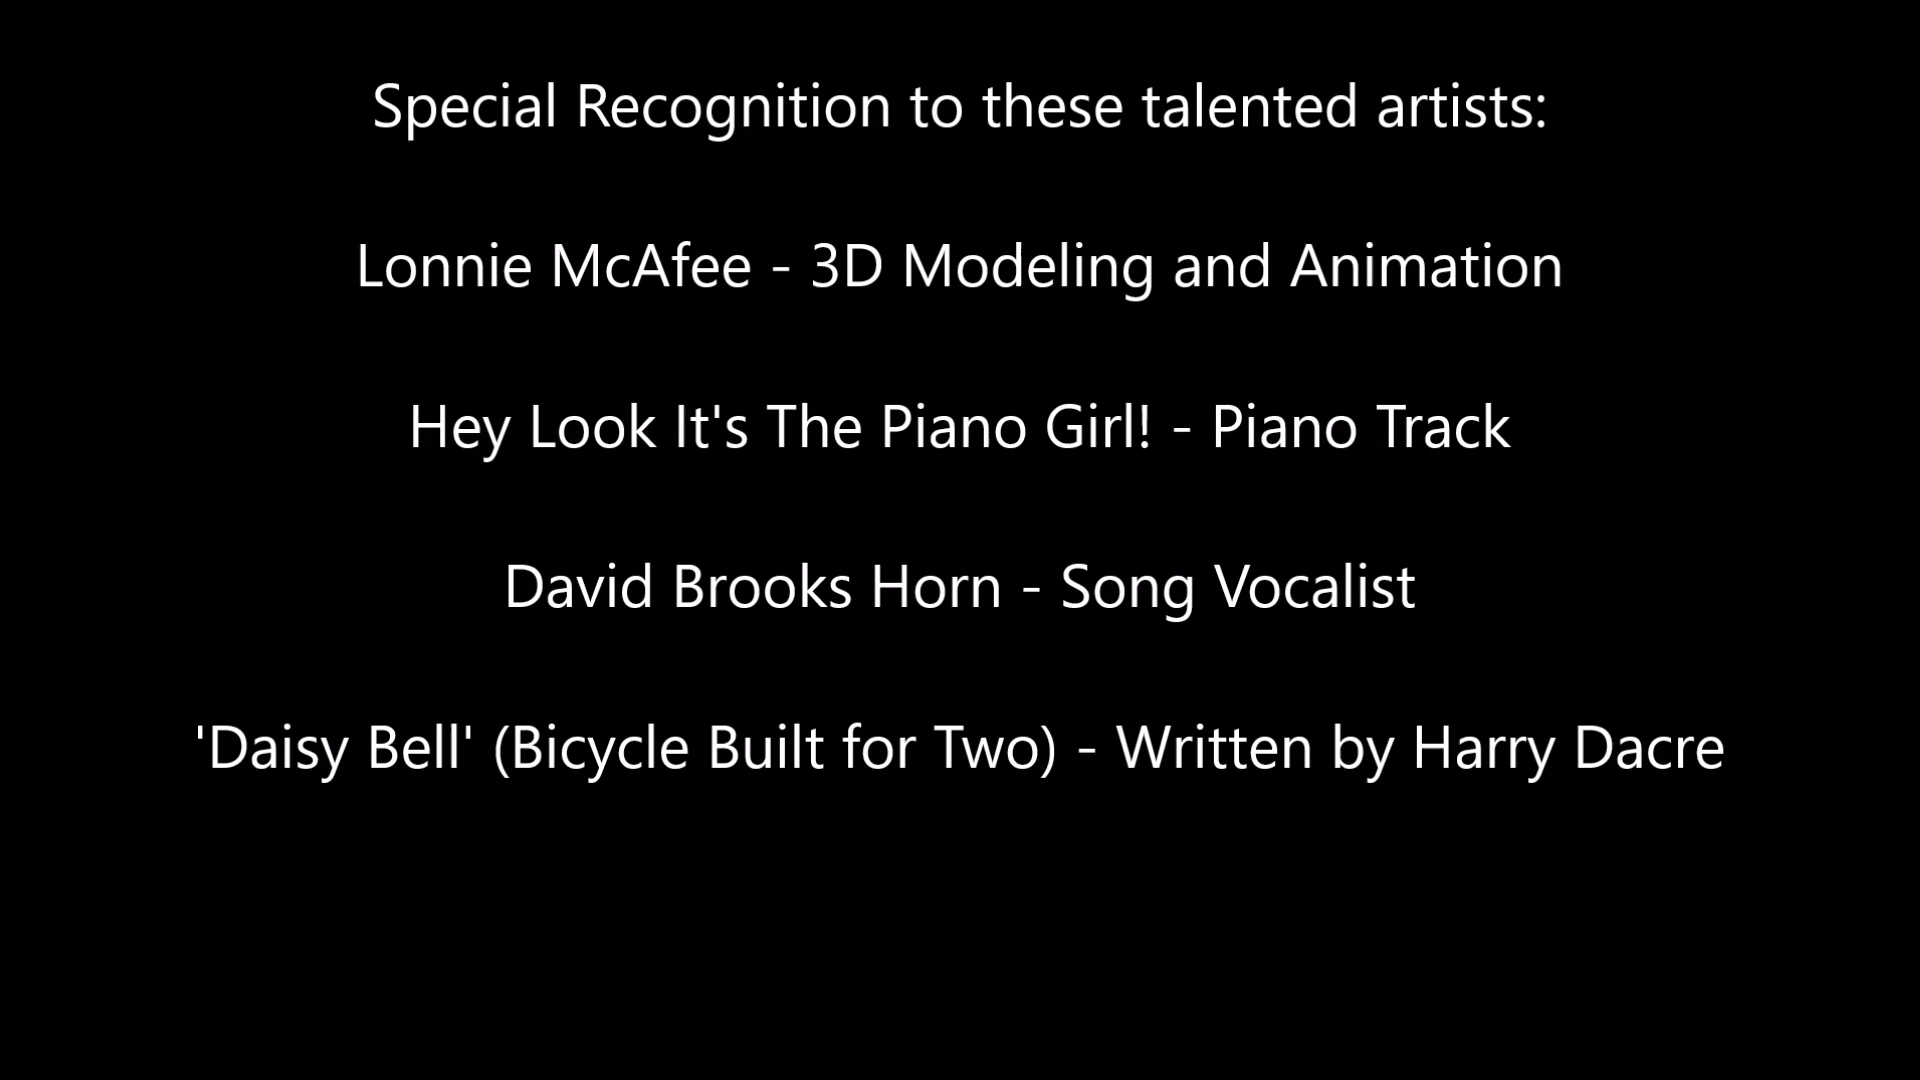 Special Recognition to these talented artists:
Lonnie McAfee - 3D Modeling and Animation
Hey Look It's The Piano Girl! - Piano Track
David Brooks Horn - Song Vocalist
'Daisy Bell' (Bicycle Built for Two) - Written by Harry Dacre